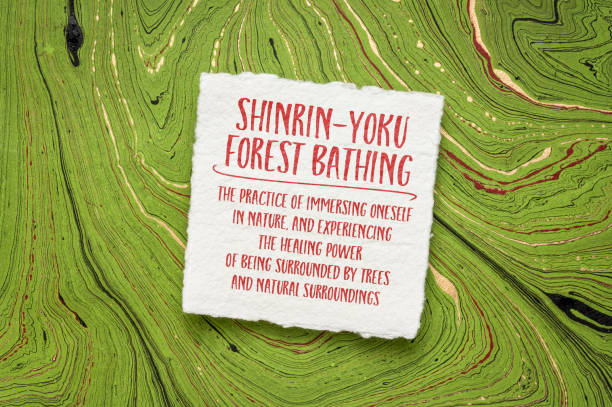 SHINRIN-YOKU
FOREST BATHING
THE PRACTICE OF IMMERSING ONESELF
IN NATURE, AND EXPERIENCING
THE HEALING POWER
OF BEING SURROUNDED BY TREES
AND NATURAL SURROUNDINGS